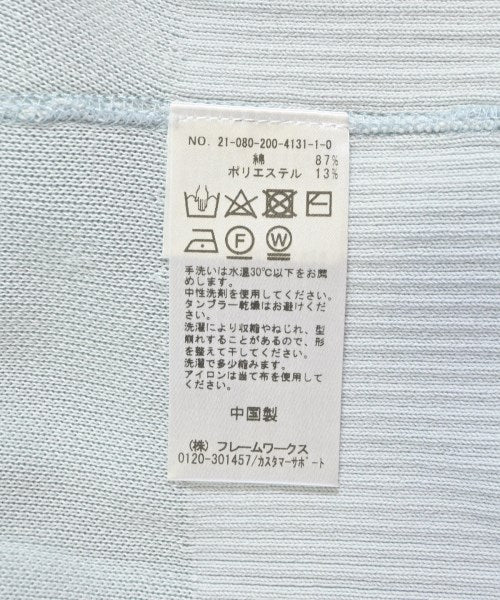 NO. 21-080-200-4131-1-0
綿 87%
ポリエステル 13%
F W
手洗いは水温30℃以下をお薦
めします。
中性洗剤を使用してください。
タンブラー乾燥はお避けくださ
い。
洗濯により収縮やねじれ、型
崩れすることがあるので、形
を整えて干してください。
洗濯で多少縮みます。
アイロンは当て布を使用して
ください。
中国製
(株) フレームワークス
0120-301457/カスタマーサポート